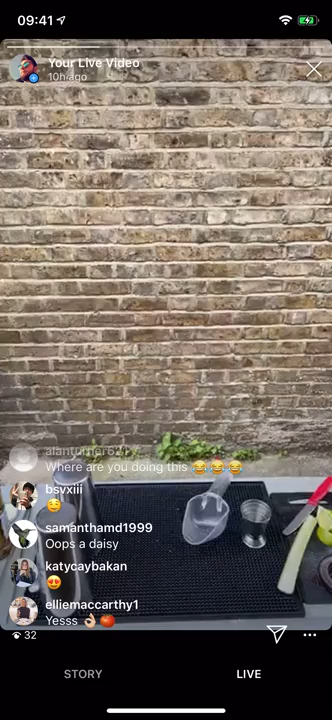 09:41
Your Live Video
10h ago
Where are you doing this 😂😂😂
bsvxiii
samanthamd1999
Oops a daisy
katycaybakan
😍
elliemaccarthy1
Yesss 👌🏼🍅
32
STORY
LIVE